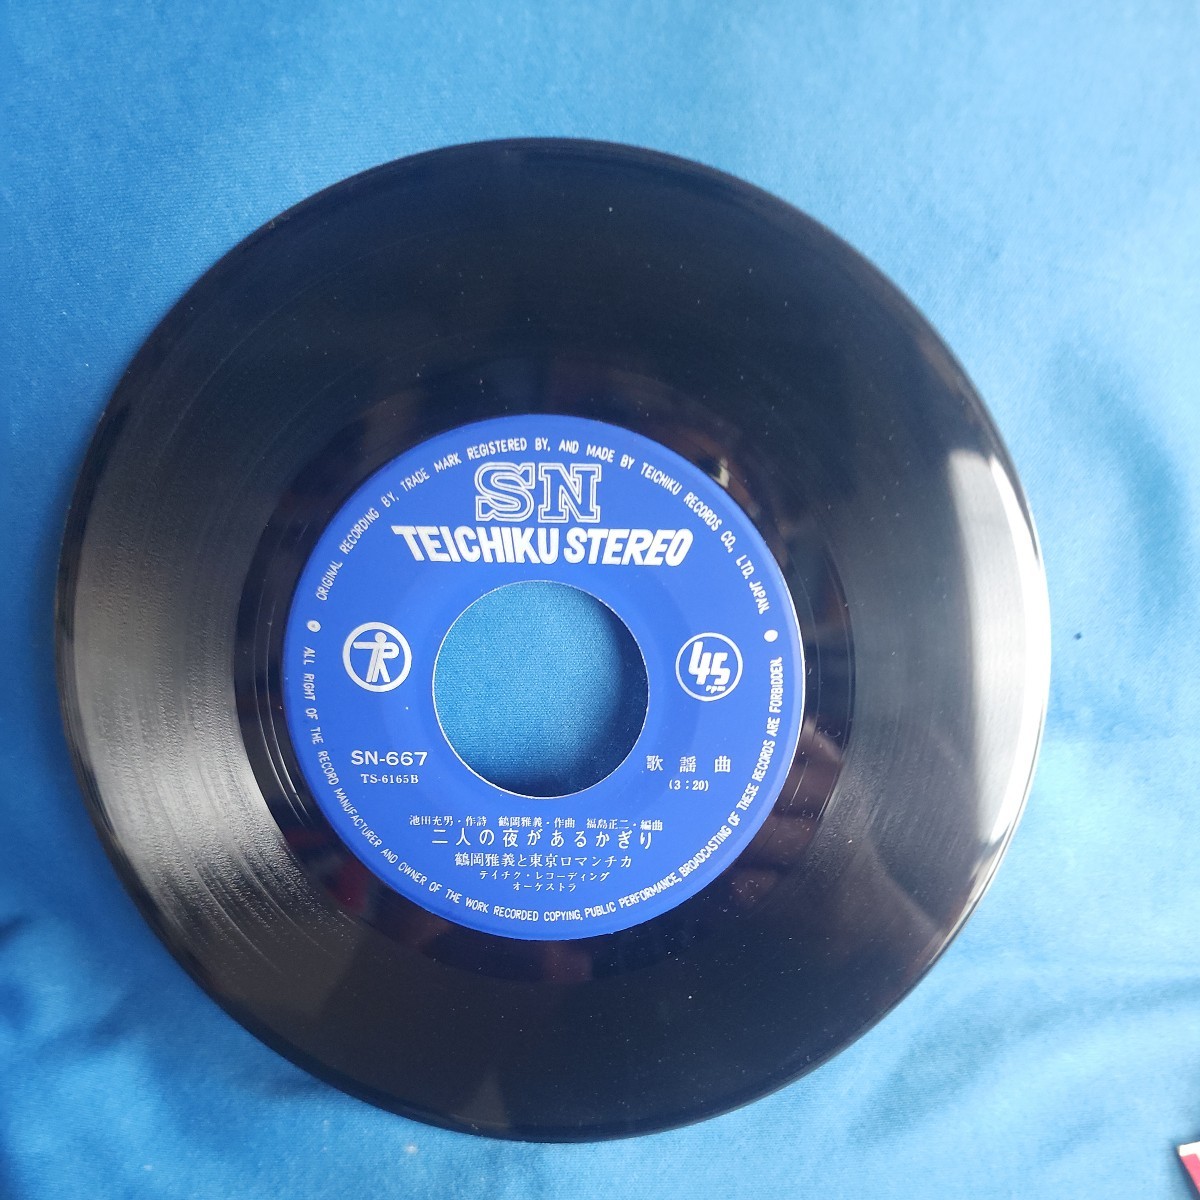 ORIGINAL RECORDING BY, TRADE MARK REGISTERED BY, AND MADE BY TEICHIKU RECORDS CO., LTD. JAPAN.
SN
TEICHIKU STEREO
45
rpm
SN-667
TS-6165B
歌謡曲
(3:20)
池田充男・作詩 鶴岡雅義・作曲 福島正二・編曲
二人の夜があるかぎり
鶴岡雅義と東京ロマンチカ
テイチク・レコーディング
オーケストラ
ALL RIGHT OF THE RECORD MANUFACTURER AND OWNER OF THE WORK RECORDED COPYING, PUBLIC PERFORMANCE, BROADCASTING OF THESE RECORDS ARE FORBIDDEN.